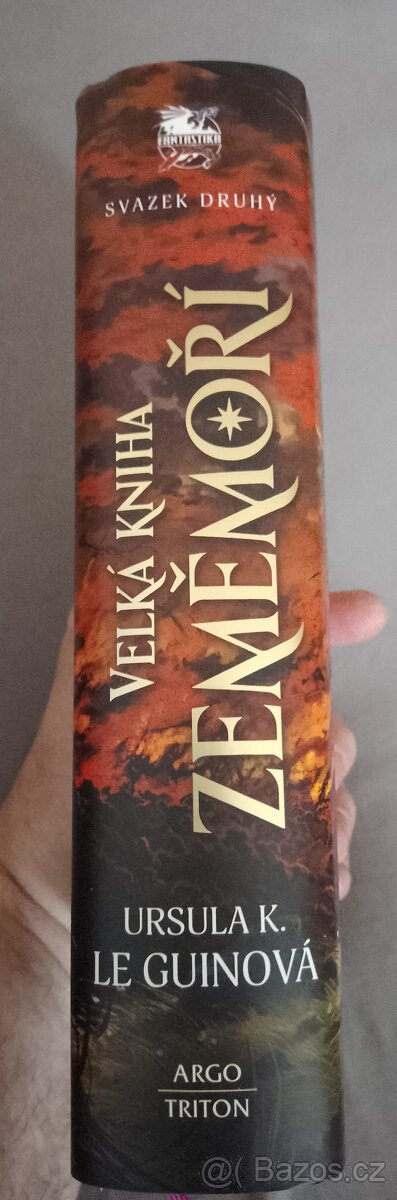 FANTASTIKA
SVAZEK DRUHÝ
VELKÁ KNIHA
ZEMĚMOŘÍ
URSULA K.
LE GUINOVÁ
ARGO
TRITON
@( Bazos.cz